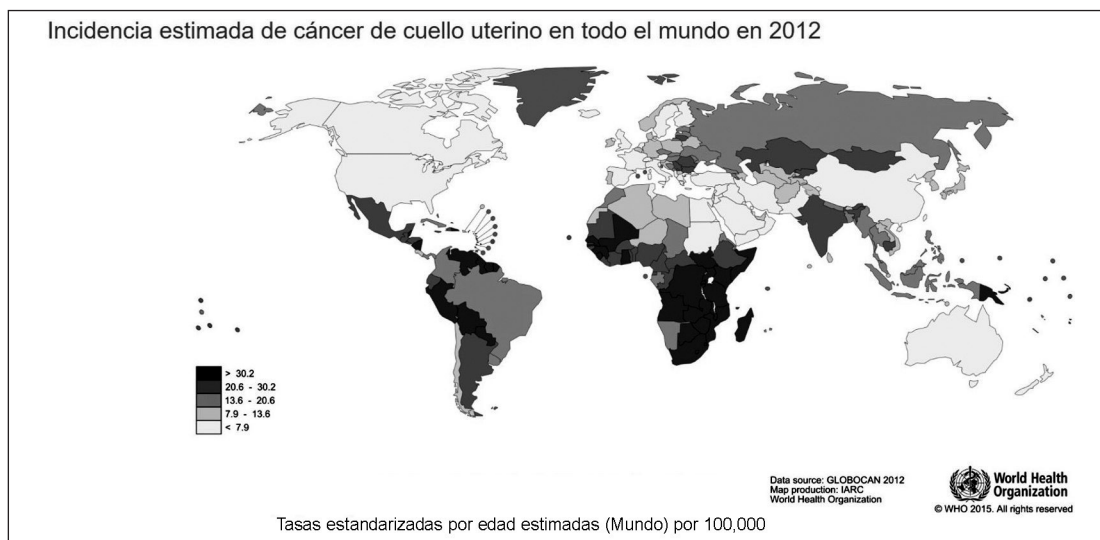 Incidencia estimada de cáncer de cuello uterino en todo el mundo en 2012
> 30.2
20.6 - 30.2
13.6 - 20.6
7.9 - 13.6
< 7.9
Data source: GLOBOCAN 2012
Map production: IARC
World Health Organization
World Health
Organization
© WHO 2015. All rights reserved
Tasas estandarizadas por edad estimadas (Mundo) por 100,000